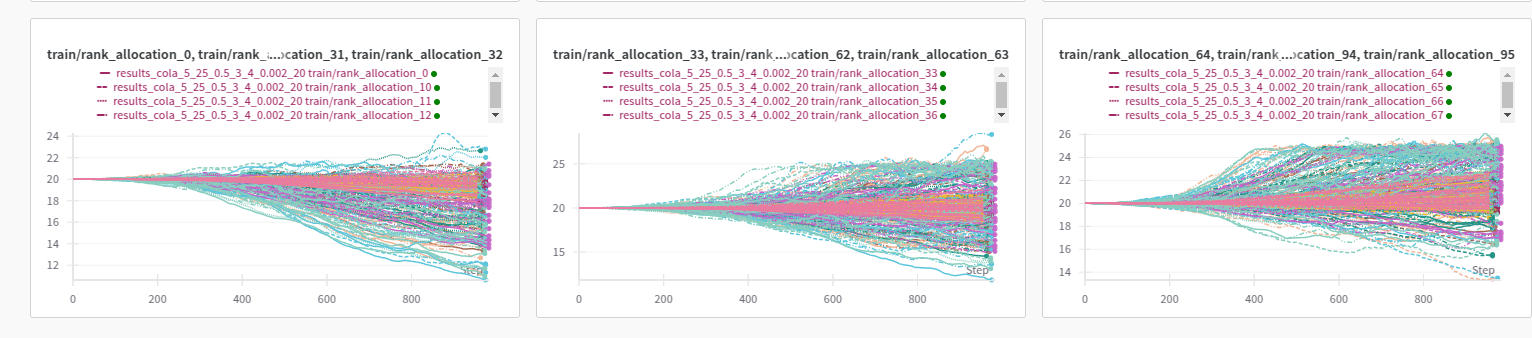 train/rank_allocation_0, train/rank_...ocation_31, train/rank_allocation_32
results_cola_5_25_0.5_3_4_0.002_20 train/rank_allocation_0
results_cola_5_25_0.5_3_4_0.002_20 train/rank_allocation_10
results_cola_5_25_0.5_3_4_0.002_20 train/rank_allocation_11
results_cola_5_25_0.5_3_4_0.002_20 train/rank_allocation_12
24
22
20
18
16
14
12
Step
0 200 400 600 800
train/rank_allocation_33, train/rank...ocation_62, train/rank_allocation_63
results_cola_5_25_0.5_3_4_0.002_20 train/rank_allocation_33
results_cola_5_25_0.5_3_4_0.002_20 train/rank_allocation_34
results_cola_5_25_0.5_3_4_0.002_20 train/rank_allocation_35
results_cola_5_25_0.5_3_4_0.002_20 train/rank_allocation_36
25
20
15
Step
0 200 400 600 800
train/rank_allocation_64, train/rank...ocation_94, train/rank_allocation_95
results_cola_5_25_0.5_3_4_0.002_20 train/rank_allocation_64
results_cola_5_25_0.5_3_4_0.002_20 train/rank_allocation_65
results_cola_5_25_0.5_3_4_0.002_20 train/rank_allocation_66
results_cola_5_25_0.5_3_4_0.002_20 train/rank_allocation_67
26
24
22
20
18
16
14
Step
0 200 400 600 800